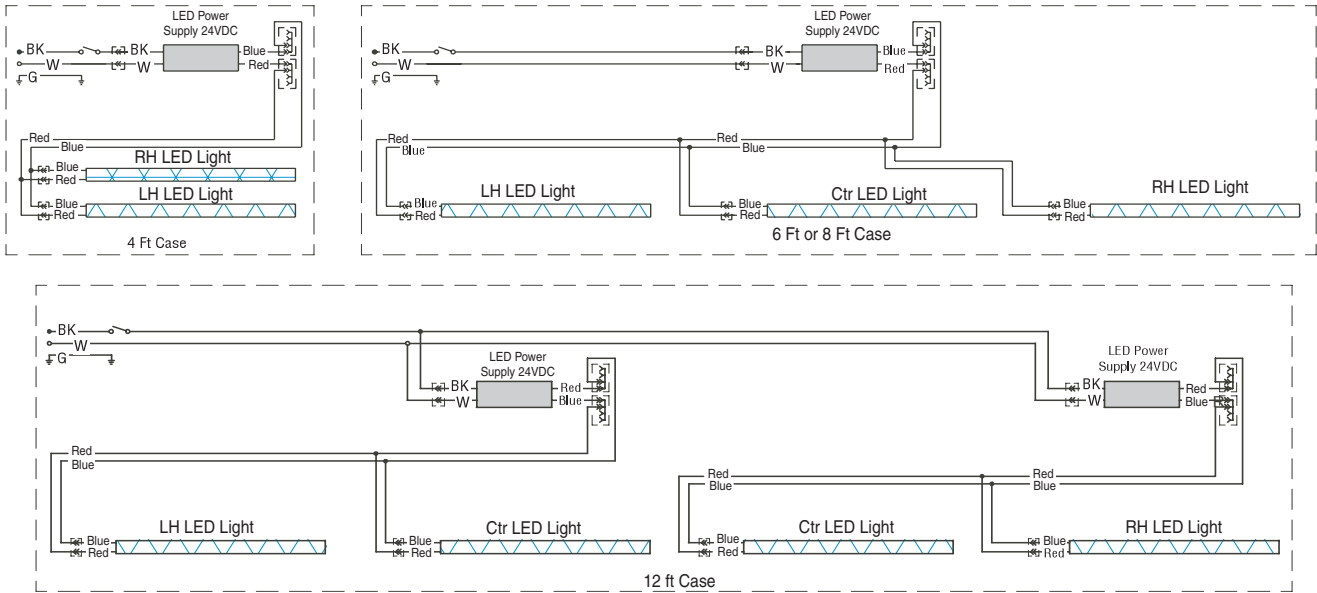 LED Power
Supply 24VDC
BK
BK
Blue
W
W
Red
G
Red
Blue
RH LED Light
Blue
Red
LH LED Light
Blue
Red
4 Ft Case
LED Power
Supply 24VDC
BK
BK
Blue
W
W
Red
G
Red
Red
Blue
Blue
LH LED Light
Ctr LED Light
RH LED Light
Blue
Blue
Blue
Red
Red
Red
6 Ft or 8 Ft Case
BK
W
G
LED Power
Supply 24VDC
BK
Red
W
Blue
LED Power
Supply 24VDC
BK
Red
W
Blue
Red
Blue
Red
Red
Blue
Blue
LH LED Light
Ctr LED Light
Ctr LED Light
RH LED Light
Blue
Blue
Blue
Blue
Red
Red
Red
Red
12 ft Case